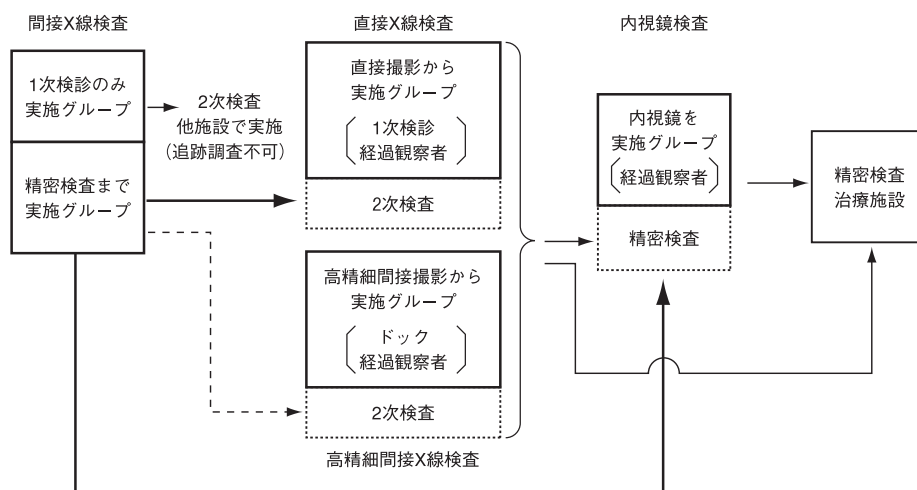 間接X線検査
1次検診のみ
実施グループ
精密検査まで
実施グループ
2次検査
他施設で実施
（追跡調査不可）
直接X線検査
直接撮影から
実施グループ
1次検診
経過観察者
2次検査
高精細間接撮影から
実施グループ
ドック
経過観察者
2次検査
高精細間接X線検査
内視鏡検査
内視鏡を
実施グループ
経過観察者
精密検査
精密検査
治療施設